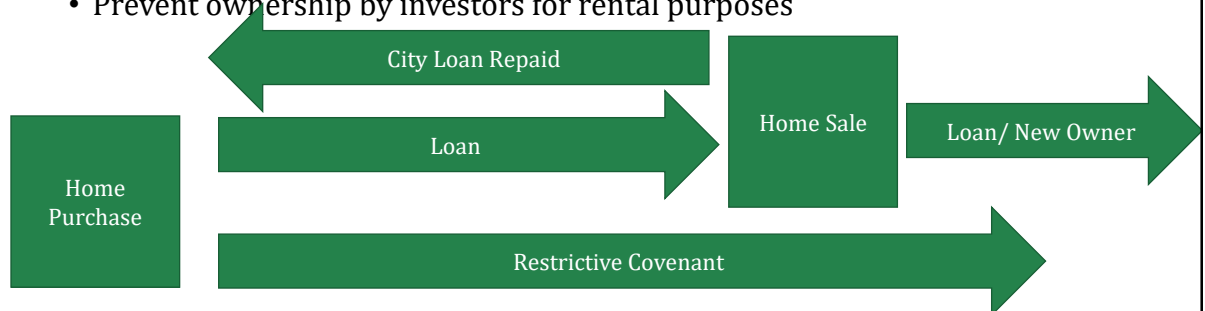 • Prevent ownership by investors for rental purposes
City Loan Repaid
Home Sale
Loan/ New Owner
Loan
Home
Purchase
Restrictive Covenant